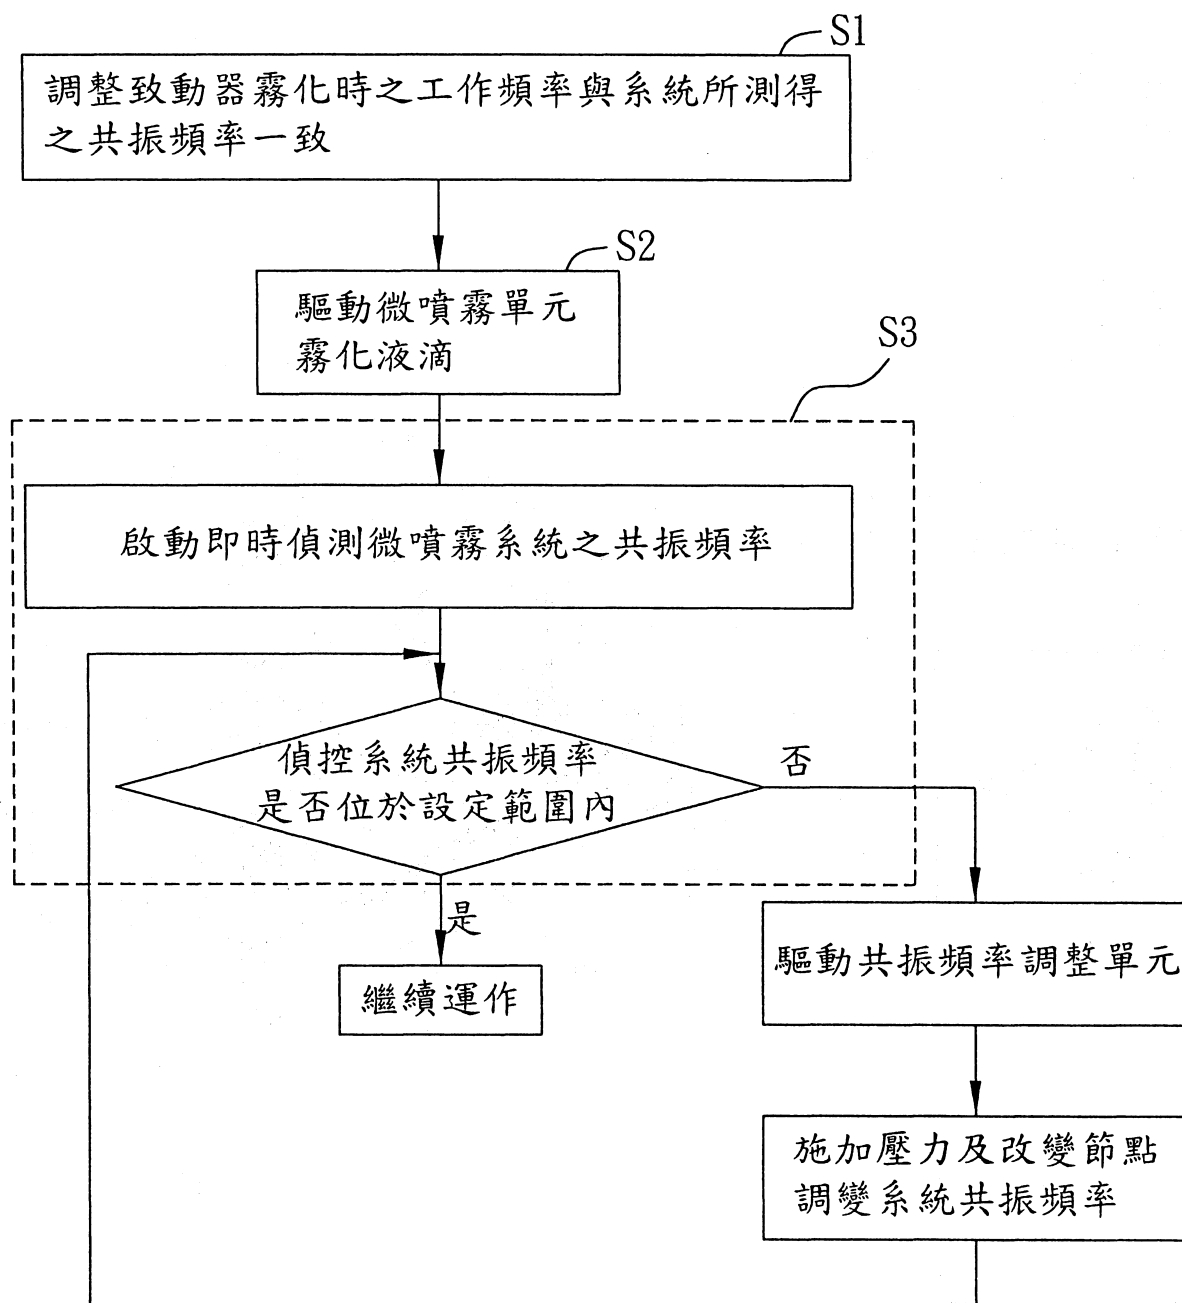 S1
調整致動器霧化時之工作頻率與系統所測得
之共振頻率一致
S2
驅動微噴霧單元
霧化液滴
S3
啟動即時偵測微噴霧系統之共振頻率
偵控系統共振頻率
是否位於設定範圍內
否
是
繼續運作
驅動共振頻率調整單元
施加壓力及改變節點
調變系統共振頻率